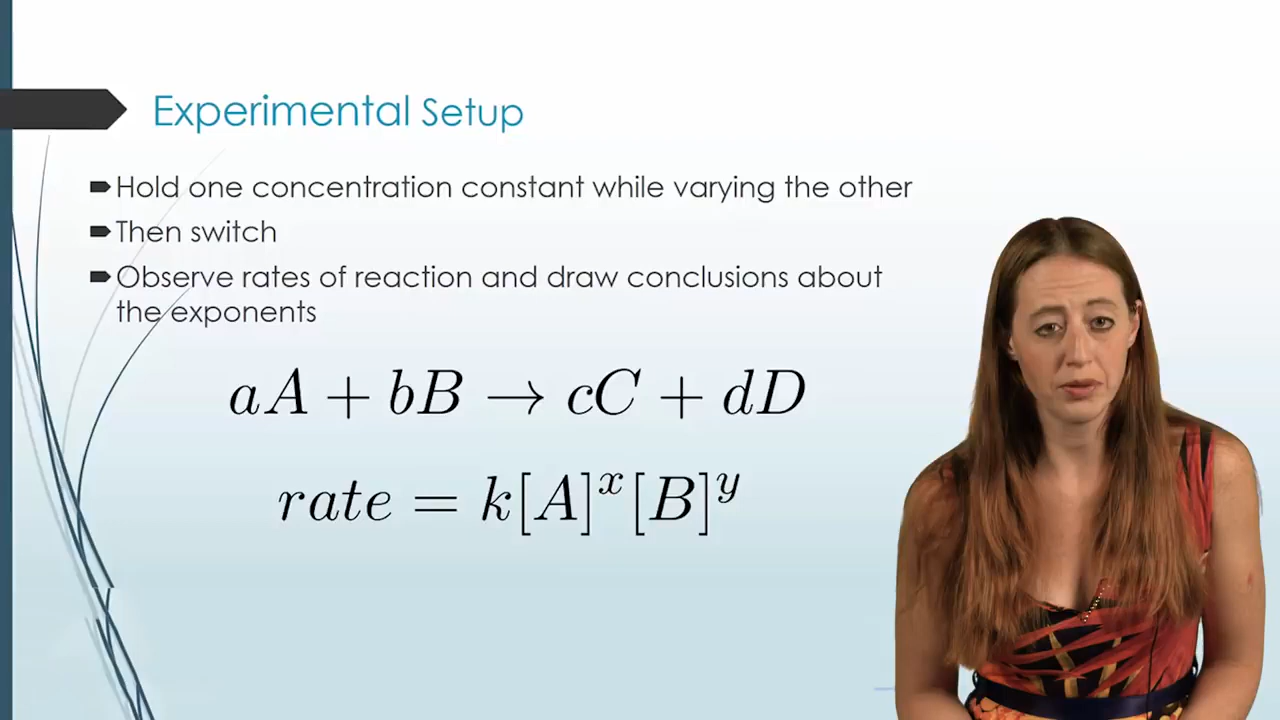 Experimental Setup
Hold one concentration constant while varying the other
Then switch
Observe rates of reaction and draw conclusions about
the exponents
aA + bB → cC + dD
rate = k[A]^x[B]^y